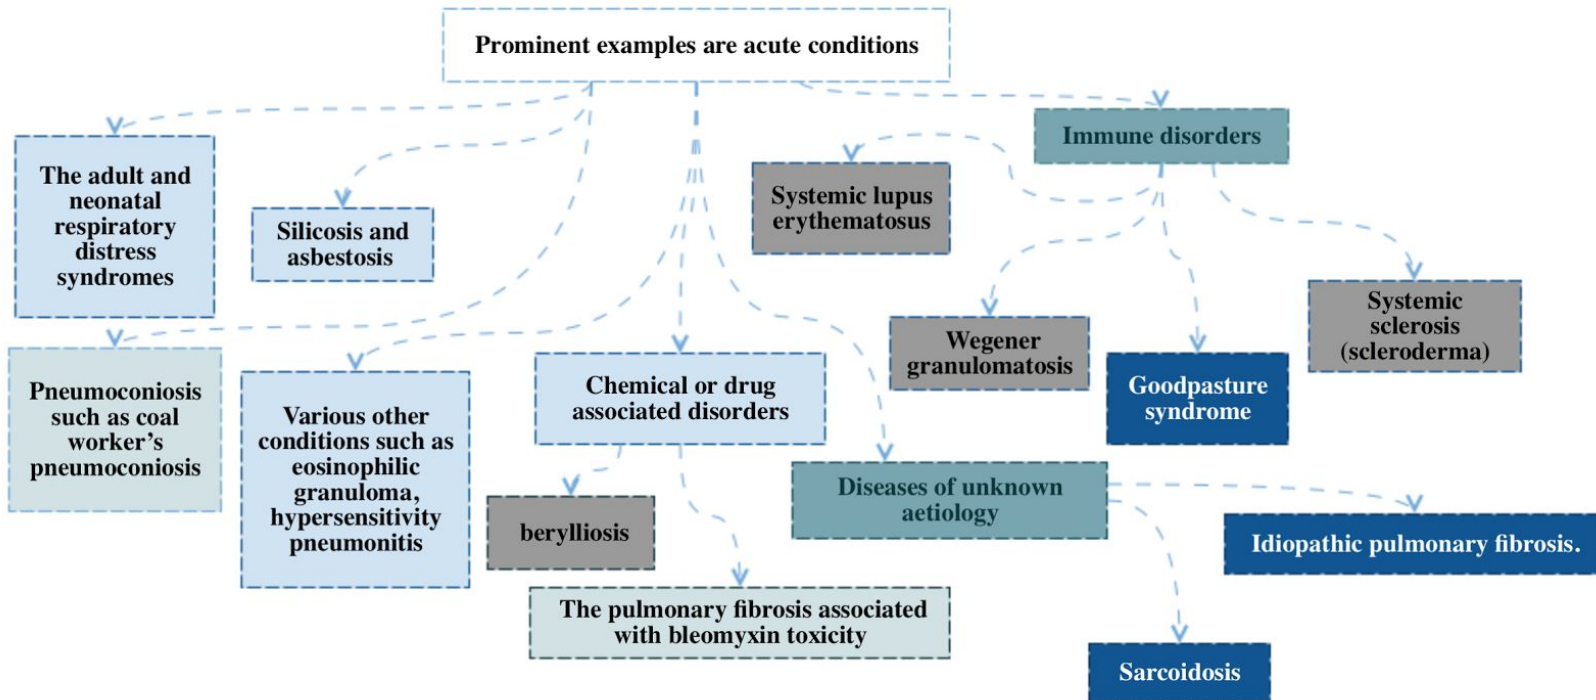 Prominent examples are acute conditions
The adult and
neonatal
respiratory
distress
syndromes
Silicosis and
asbestosis
Systemic lupus
erythematosus
Immune disorders
Pneumoconiosis
such as coal
worker’s
pneumoconiosis
Various other
conditions such as
eosinophilic
granuloma,
hypersensitivity
pneumonitis
Chemical or drug
associated disorders
Wegener
granulomatosis
Goodpasture
syndrome
Systemic
sclerosis
(scleroderma)
berylliosis
Diseases of unknown
aetiology
Idiopathic pulmonary fibrosis.
The pulmonary fibrosis associated
with bleomyxin toxicity
Sarcoidosis